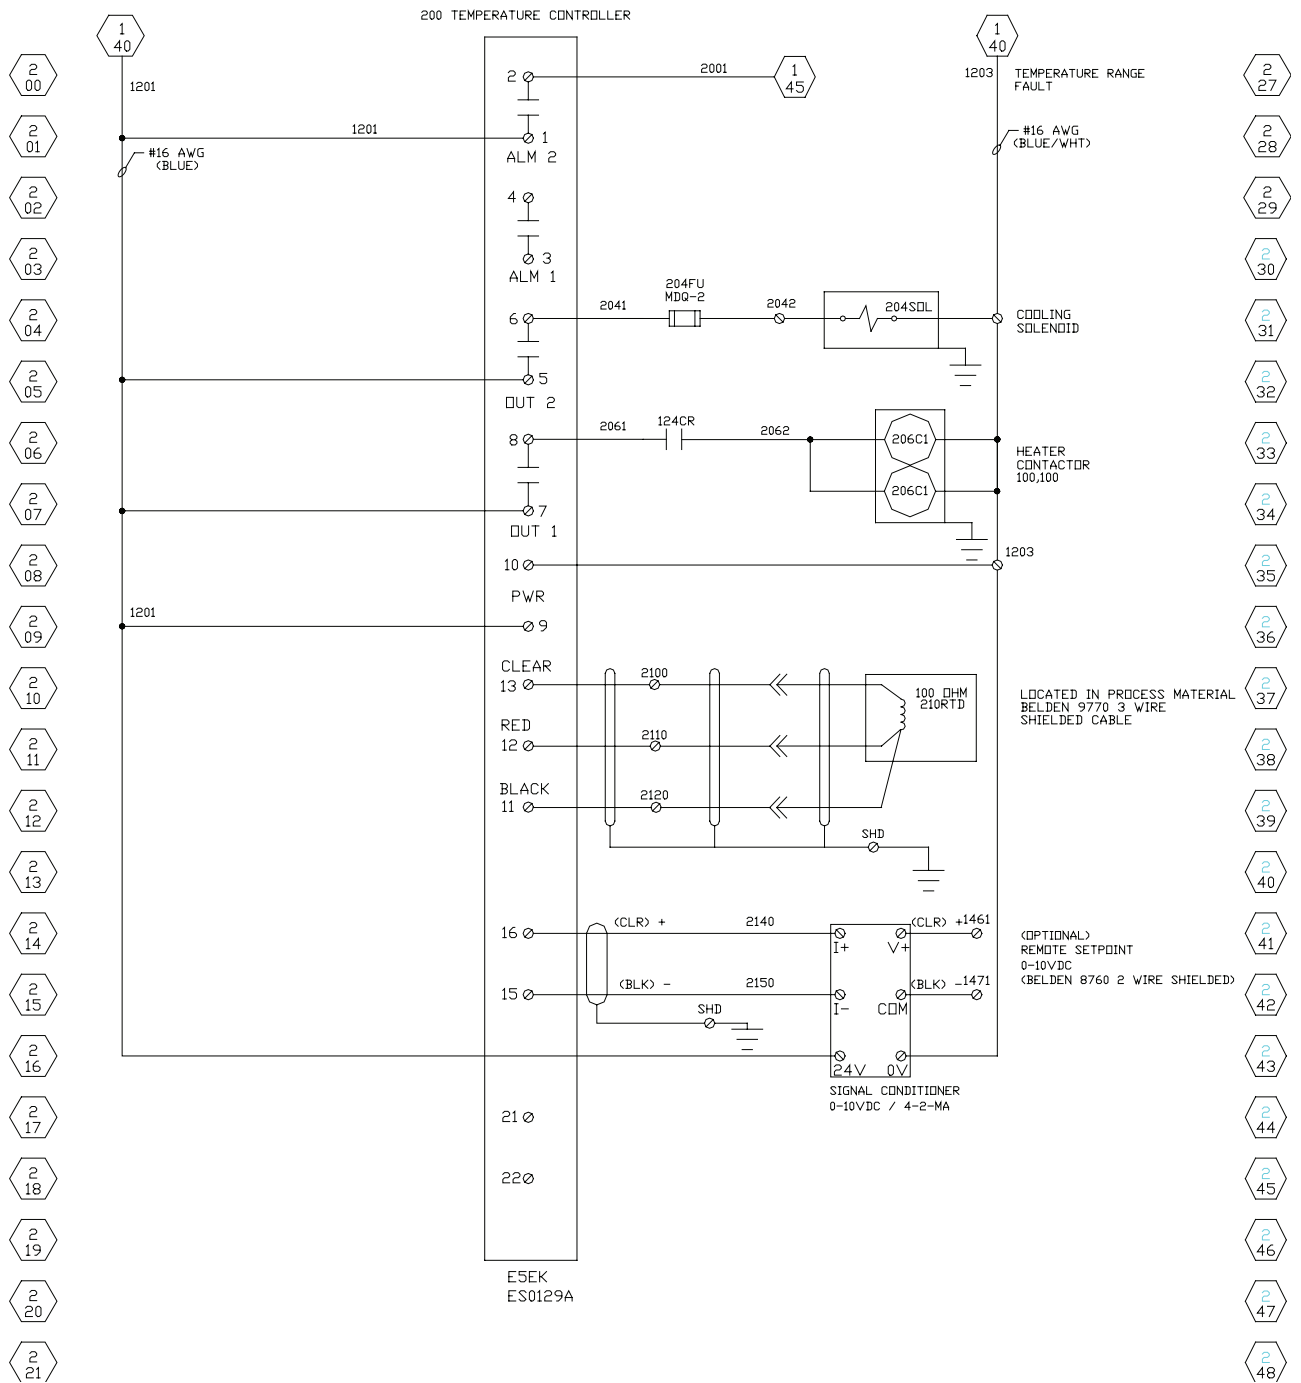 200 TEMPERATURE CONTROLLER
1
40
1
40
2
00
1201
2
2001
1
45
1203
TEMPERATURE RANGE
FAULT
2
27
2
01
1201
1
ALM 2
#16 AWG
(BLUE)
#16 AWG
(BLUE/WHT)
2
28
2
02
4
2
29
2
03
3
ALM 1
2
30
2
04
6
2041
204FU
MDQ-2
2042
204SOL
COOLING
SOLENOID
2
31
2
05
5
OUT 2
2
32
2
06
8
2061
124CR
2062
206C1
HEATER
CONTACTOR
100,100
2
33
2
07
7
OUT 1
206C1
2
34
2
08
10
1203
2
35
PWR
2
09
1201
9
2
36
CLEAR
2
10
13
2100
100 OHM
210RTD
LOCATED IN PROCESS MATERIAL
BELDEN 9770 3 WIRE
SHIELDED CABLE
2
37
RED
2
11
12
2110
2
38
BLACK
2
12
11
2120
2
39
SHD
2
13
2
40
2
14
16
(CLR) +
2140
I+
V+
(CLR) +1461
(OPTIONAL)
REMOTE SETPOINT
0-10VDC
(BELDEN 8760 2 WIRE SHIELDED)
2
41
2
15
15
(BLK) -
2150
I-
COM
(BLK) -1471
2
42
SHD
2
16
24V
0V
2
43
SIGNAL CONDITIONER
0-10VDC / 4-2-MA
2
17
21
2
44
2
18
22
2
45
2
19
2
46
E5EK
ES0129A
2
20
2
47
2
21
2
48